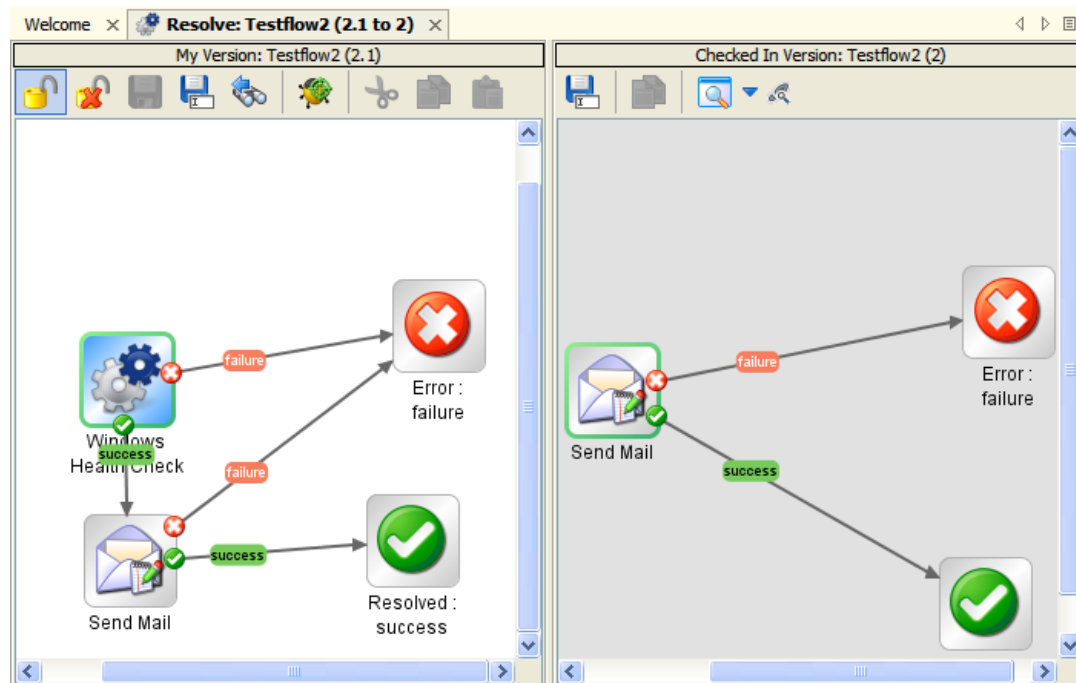 Welcome
Resolve: Testflow2 (2.1 to 2)
My Version: Testflow2 (2.1)
Checked In Version: Testflow2 (2)
failure
Error :
failure
Windows
success
Health Check
failure
success
Send Mail
Resolved :
success
failure
Error :
failure
Send Mail
success